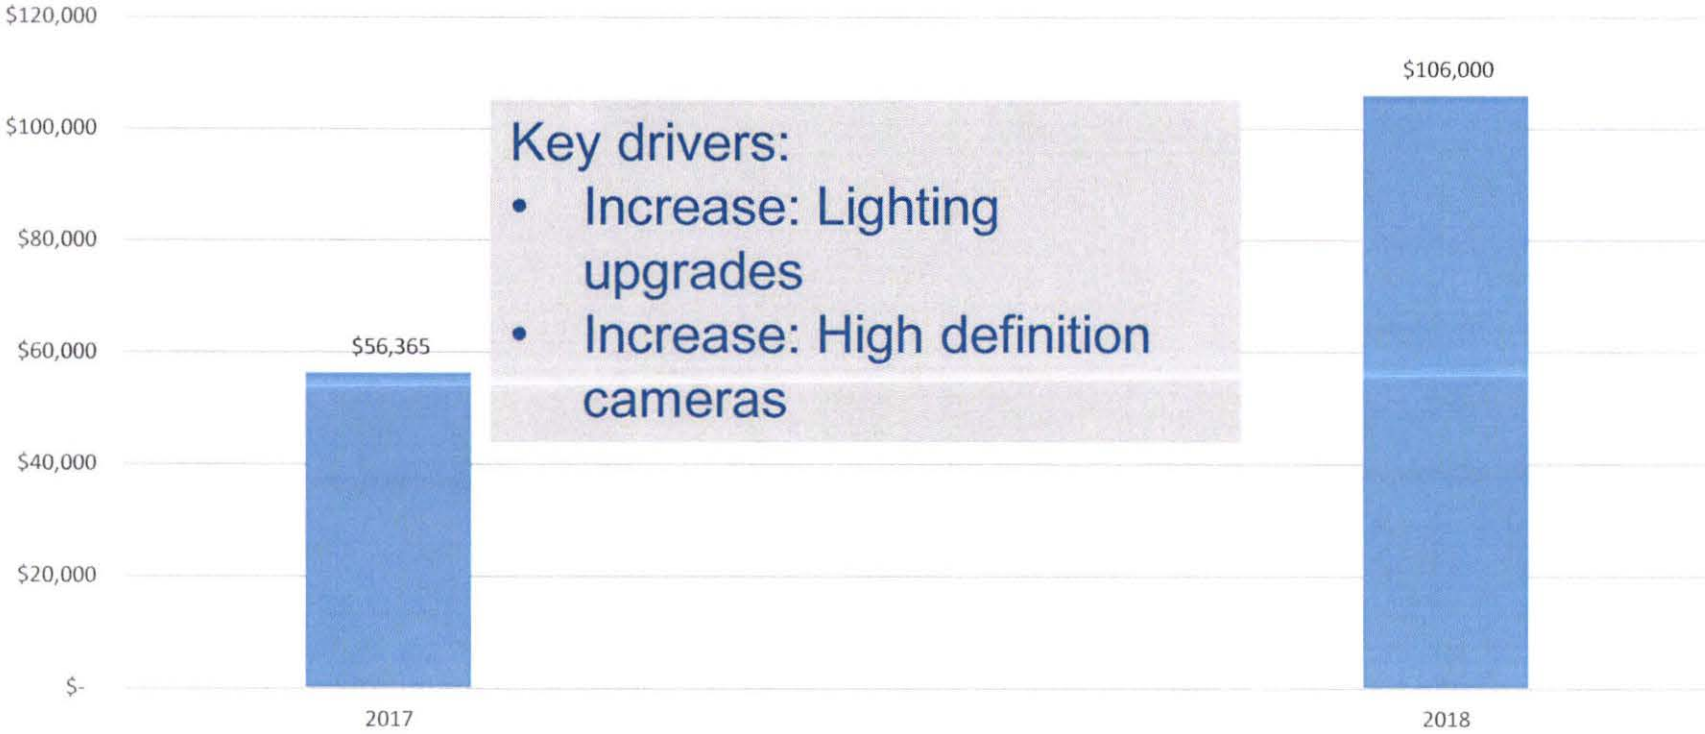 $120,000
$106,000
$100,000
Key drivers:
• Increase: Lighting
upgrades
$80,000
• Increase: High definition
cameras
$60,000
$56,365
$40,000
$20,000
$-
2017
2018